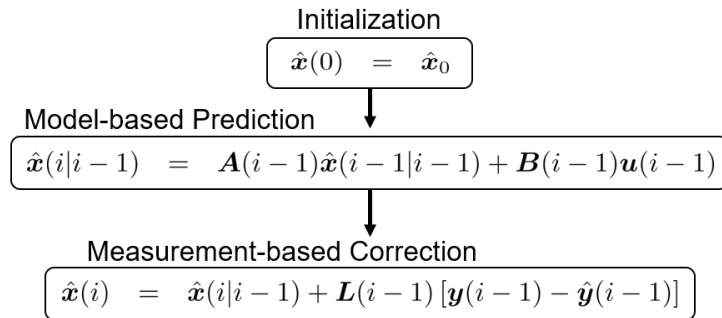 Initialization
x̂(0) = x̂₀
Model-based Prediction
x̂(i|i − 1) = A(i − 1)x̂(i − 1|i − 1) + B(i − 1)u(i − 1)
Measurement-based Correction
x̂(i) = x̂(i|i − 1) + L(i − 1) [y(i − 1) − ŷ(i − 1)]